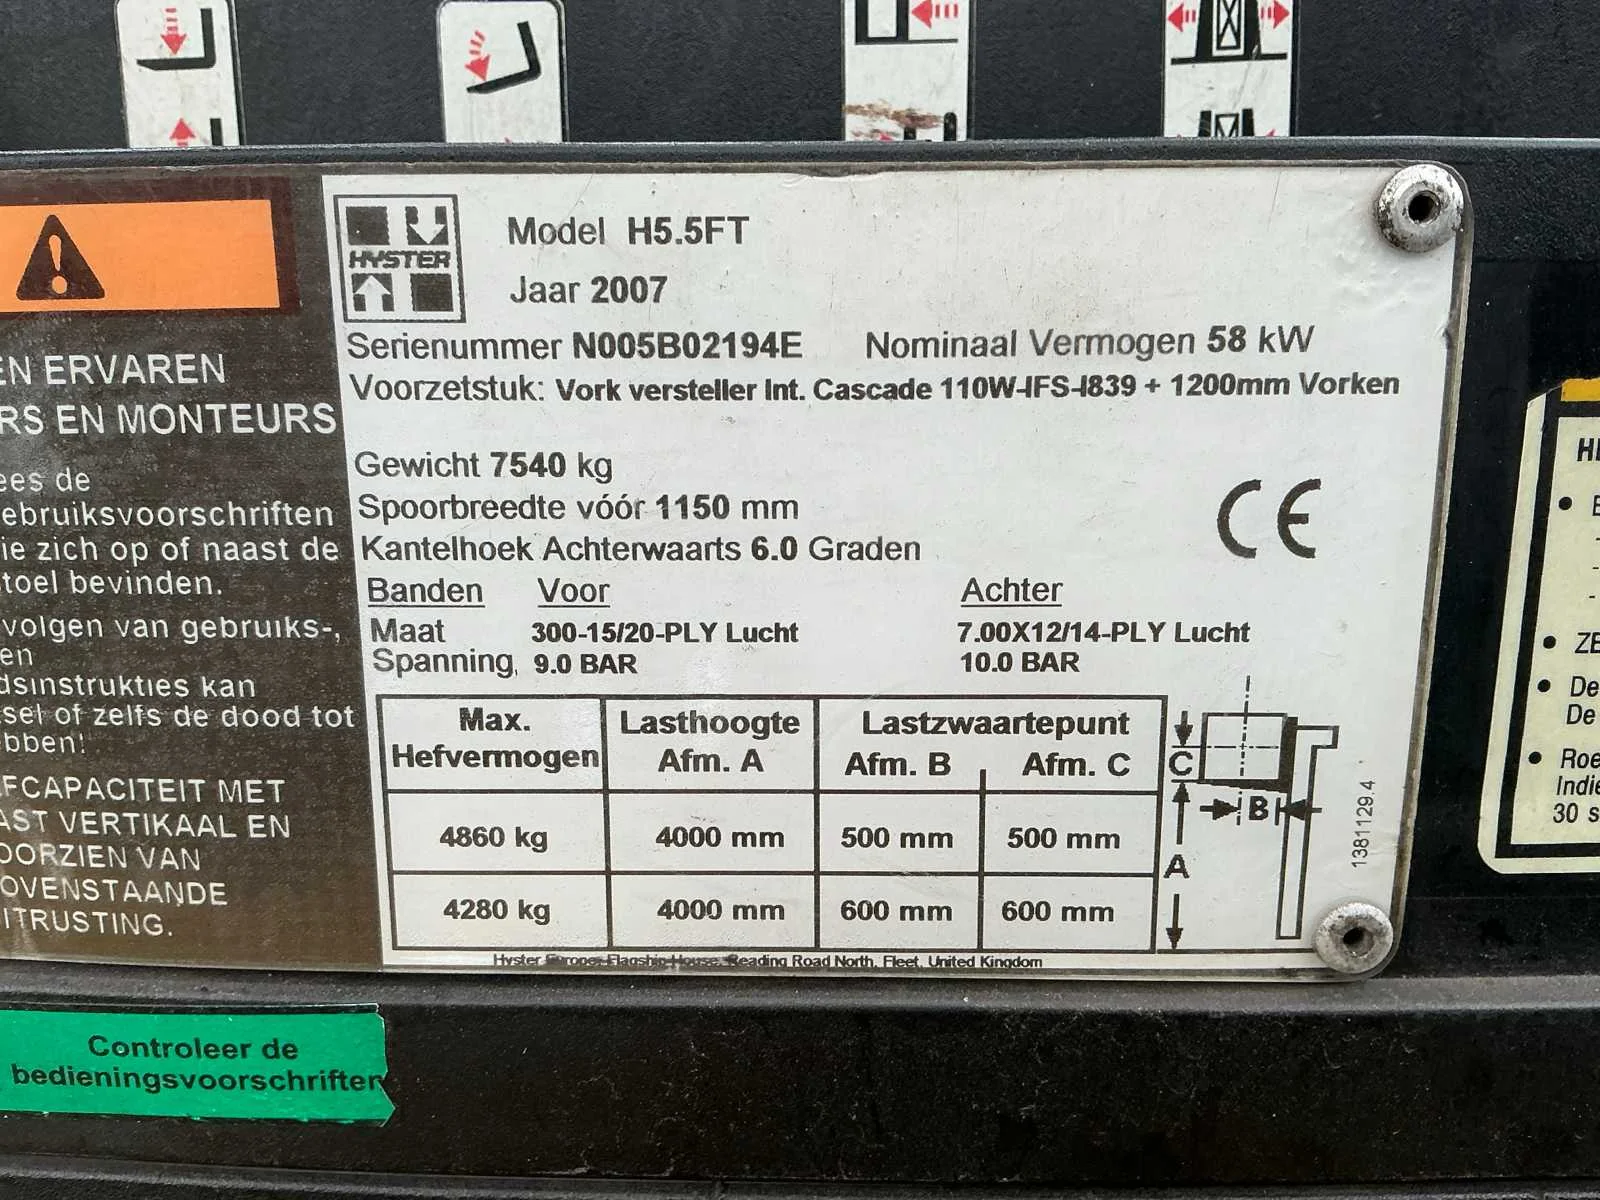 HYSTER
Model H5.5FT
Jaar 2007
Serienummer N005B02194E Nominaal Vermogen 58 kW
Voorzetstuk: Vork versteller Int. Cascade 110W-IFS-I839 + 1200mm Vorken
Gewicht 7540 kg
Spoorbreedte vóór 1150 mm
Kantelhoek Achterwaarts 6.0 Graden
Banden Voor Achter
Maat 300-15/20-PLY Lucht 7.00X12/14-PLY Lucht
Spanning 9.0 BAR 10.0 BAR
CE
Max. Lasthoogte Lastzwaartepunt
Hefvermogen Afm. A Afm. B Afm. C
4860 kg 4000 mm 500 mm 500 mm
4280 kg 4000 mm 600 mm 600 mm
C
B
A
1381129.4
Hyster Europe, Flagship House, Reading Road North, Fleet, United Kingdom
EN ERVAREN
RS EN MONTEURS
ees de
ebruiksvoorschriften
ie zich op of naast de
toel bevinden.
volgen van gebruiks-,
en
dsinstrukties kan
sel of zelfs de dood tot
bben!
FCAPACITEIT MET
AST VERTIKAAL EN
OORZIEN VAN
OVENSTAANDE
ITRUSTING.
Controleer de
bedieningsvoorschriften
• ZE
• De
De
• Roe
Indie
30 s